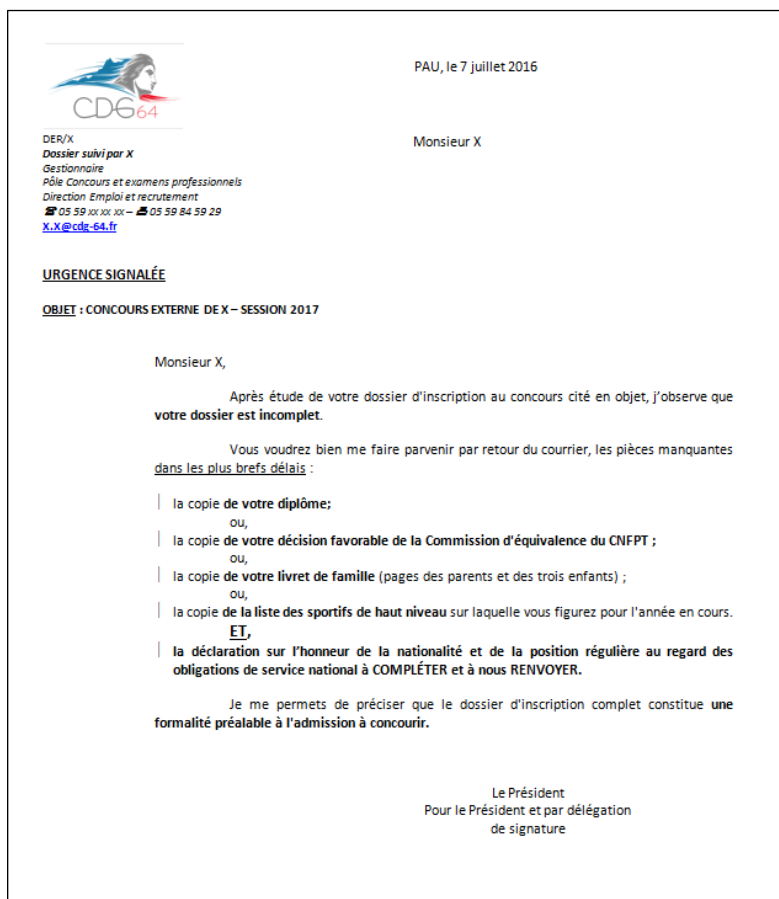 CDG64
PAU, le 7 juillet 2016
DER/X
Dossier suivi par X
Monsieur X
Gestionnaire
Pôle Concours et examens professionnels
Direction Emploi et recrutement
☎ 05 59 xx xx xx – 🖷 05 59 84 59 29
X.X@cdg-64.fr
URGENCE SIGNALÉE
OBJET : CONCOURS EXTERNE DE X – SESSION 2017
Monsieur X,
Après étude de votre dossier d'inscription au concours cité en objet, j'observe que
votre dossier est incomplet.
Vous voudrez bien me faire parvenir par retour du courrier, les pièces manquantes
dans les plus brefs délais :
la copie de votre diplôme;
ou,
la copie de votre décision favorable de la Commission d'équivalence du CNFPT ;
ou,
la copie de votre livret de famille (pages des parents et des trois enfants) ;
ou,
la copie de la liste des sportifs de haut niveau sur laquelle vous figurez pour l'année en cours.
ET,
la déclaration sur l'honneur de la nationalité et de la position régulière au regard des
obligations de service national à COMPLÉTER et à nous RENVOYER.
Je me permets de préciser que le dossier d'inscription complet constitue une
formalité préalable à l'admission à concourir.
Le Président
Pour le Président et par délégation
de signature